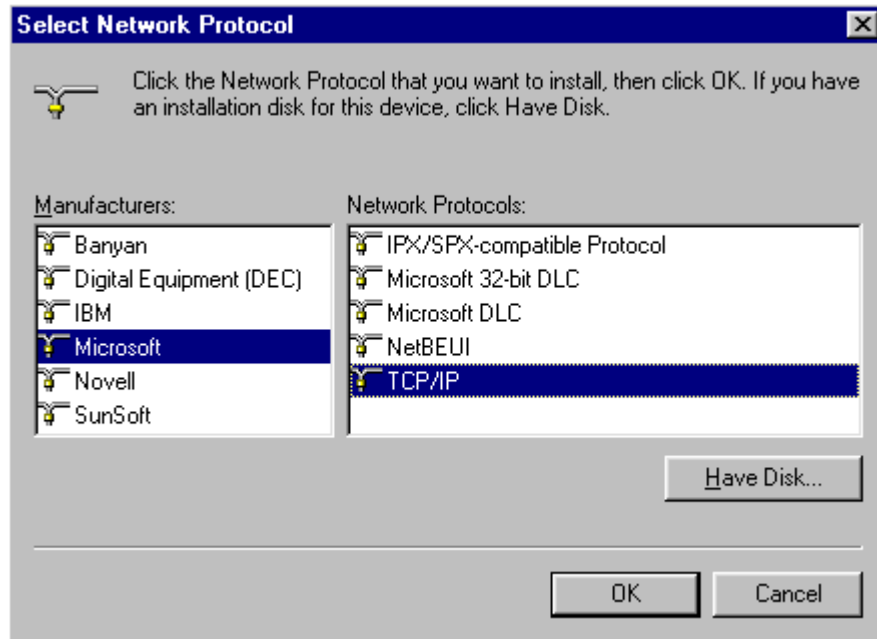 Select Network Protocol
Click the Network Protocol that you want to install, then click OK. If you have
an installation disk for this device, click Have Disk.
Manufacturers:
Banyan
Digital Equipment (DEC)
IBM
Microsoft
Novell
SunSoft
Network Protocols:
IPX/SPX-compatible Protocol
Microsoft 32-bit DLC
Microsoft DLC
NetBEUI
TCP/IP
Have Disk...
OK
Cancel